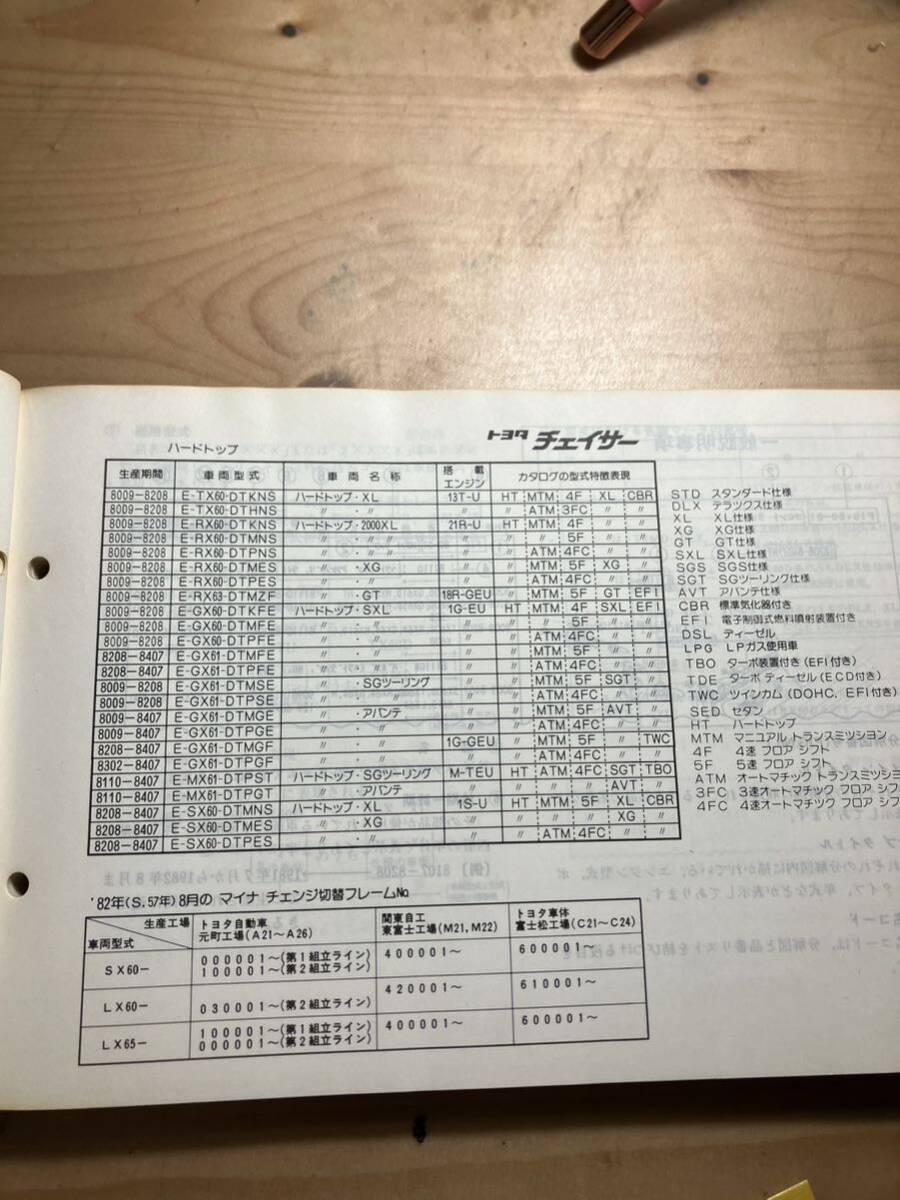 ハードトップ
トヨタ チェイサー
生産期間 車両型式 車両名称 搭載エンジン カタログの型式特徴表現
8009-8208 E-TX60-DTKNS ハードトップ・XL 13T-U HT MTM 4F XL CBR
8009-8208 E-TX60-DTHNS 〃 ・ 〃 〃 〃 ATM 3FC 〃 〃
8009-8208 E-RX60-DTKNS ハードトップ・2000XL 21R-U HT MTM 4F 〃 〃
8009-8208 E-RX60-DTMNS 〃 ・ 〃 〃 〃 〃 〃 5F 〃 〃
8009-8208 E-RX60-DTPNS 〃 ・ 〃 〃 〃 〃 ATM 4FC 〃 〃
8009-8208 E-RX60-DTMES 〃 ・XG 〃 〃 MTM 5F XG 〃
8009-8208 E-RX60-DTPES 〃 ・ 〃 〃 〃 ATM 4FC 〃 〃
8009-8208 E-RX63-DTMZF 〃 ・GT 18R-GEU 〃 MTM 5F GT EFI
8009-8208 E-GX60-DTKFE ハードトップ・SXL 1G-EU HT MTM 4F SXL EFI
8009-8208 E-GX60-DTMFE 〃 ・ 〃 〃 〃 〃 5F 〃 〃
8009-8208 E-GX60-DTPFE 〃 ・ 〃 〃 〃 ATM 4FC 〃 〃
8208-8407 E-GX61-DTMFE 〃 ・ 〃 〃 〃 MTM 5F 〃 〃
8208-8407 E-GX61-DTPFE 〃 ・ 〃 〃 〃 ATM 4FC 〃 〃
8009-8208 E-GX61-DTMSE 〃 ・SGツーリング 〃 〃 MTM 5F SGT 〃
8009-8208 E-GX61-DTPSE 〃 ・ 〃 〃 〃 ATM 4FC 〃 〃
8009-8407 E-GX61-DTMGE 〃 ・アバンテ 〃 〃 MTM 5F AVT 〃
8009-8407 E-GX61-DTPGE 〃 ・ 〃 〃 〃 ATM 4FC 〃 〃
8208-8407 E-GX61-DTMGF 〃 ・ 〃 1G-GEU 〃 MTM 5F 〃 TWC
8302-8407 E-GX61-DTPGF 〃 ・ 〃 〃 〃 ATM 4FC 〃 〃
8110-8407 E-MX61-DTPST ハードトップ・SGツーリング M-TEU HT ATM 4FC SGT TBO
8110-8407 E-MX61-DTPGT 〃 ・アバンテ 〃 〃 〃 〃 AVT 〃
8208-8407 E-SX60-DTMNS ハードトップ・XL 1S-U HT MTM 5F XL CBR
8208-8407 E-SX60-DTMES 〃 ・XG 〃 〃 〃 〃 XG 〃
8208-8407 E-SX60-DTPES 〃 ・ 〃 〃 〃 ATM 4FC 〃 〃
STD スタンダード仕様
DLX デラックス仕様
XL XL仕様
XG XG仕様
GT GT仕様
SXL SXL仕様
SGS SGS仕様
SGT SGツーリング仕様
AVT アバンテ仕様
CBR 標準気化器付き
EFI 電子制御式燃料噴射装置付き
DSL ディーゼル
LPG LPガス使用車
TBO ターボ装置付き(EFI付き)
TDE ターボ ディーゼル(ECD付き)
TWC ツインカム(DOHC、EFI付き)
SED セダン
HT ハードトップ
MTM マニュアル トランスミツシヨン
4F 4速 フロア シフト
5F 5速 フロア シフト
ATM オートマチック トランスミツシ
3FC 3速オートマチック フロア シフ
4FC 4速オートマチツク フロア シフ
'82年(S.57年)8月の マイナ チェンジ切替フレームNo
生産工場 トヨタ自動車 元町工場(A21～A26) 関東自工 東富士工場(M21,M22) トヨタ車体 富士松工場(C21～C24)
車両型式
SX60- 000001～(第1組立ライン) 400001～ 600001～
1000001～(第2組立ライン)
LX60- 030001～(第2組立ライン) 420001～ 610001～
LX65- 100001～(第1組立ライン) 400001～ 600001～
000001～(第2組立ライン)